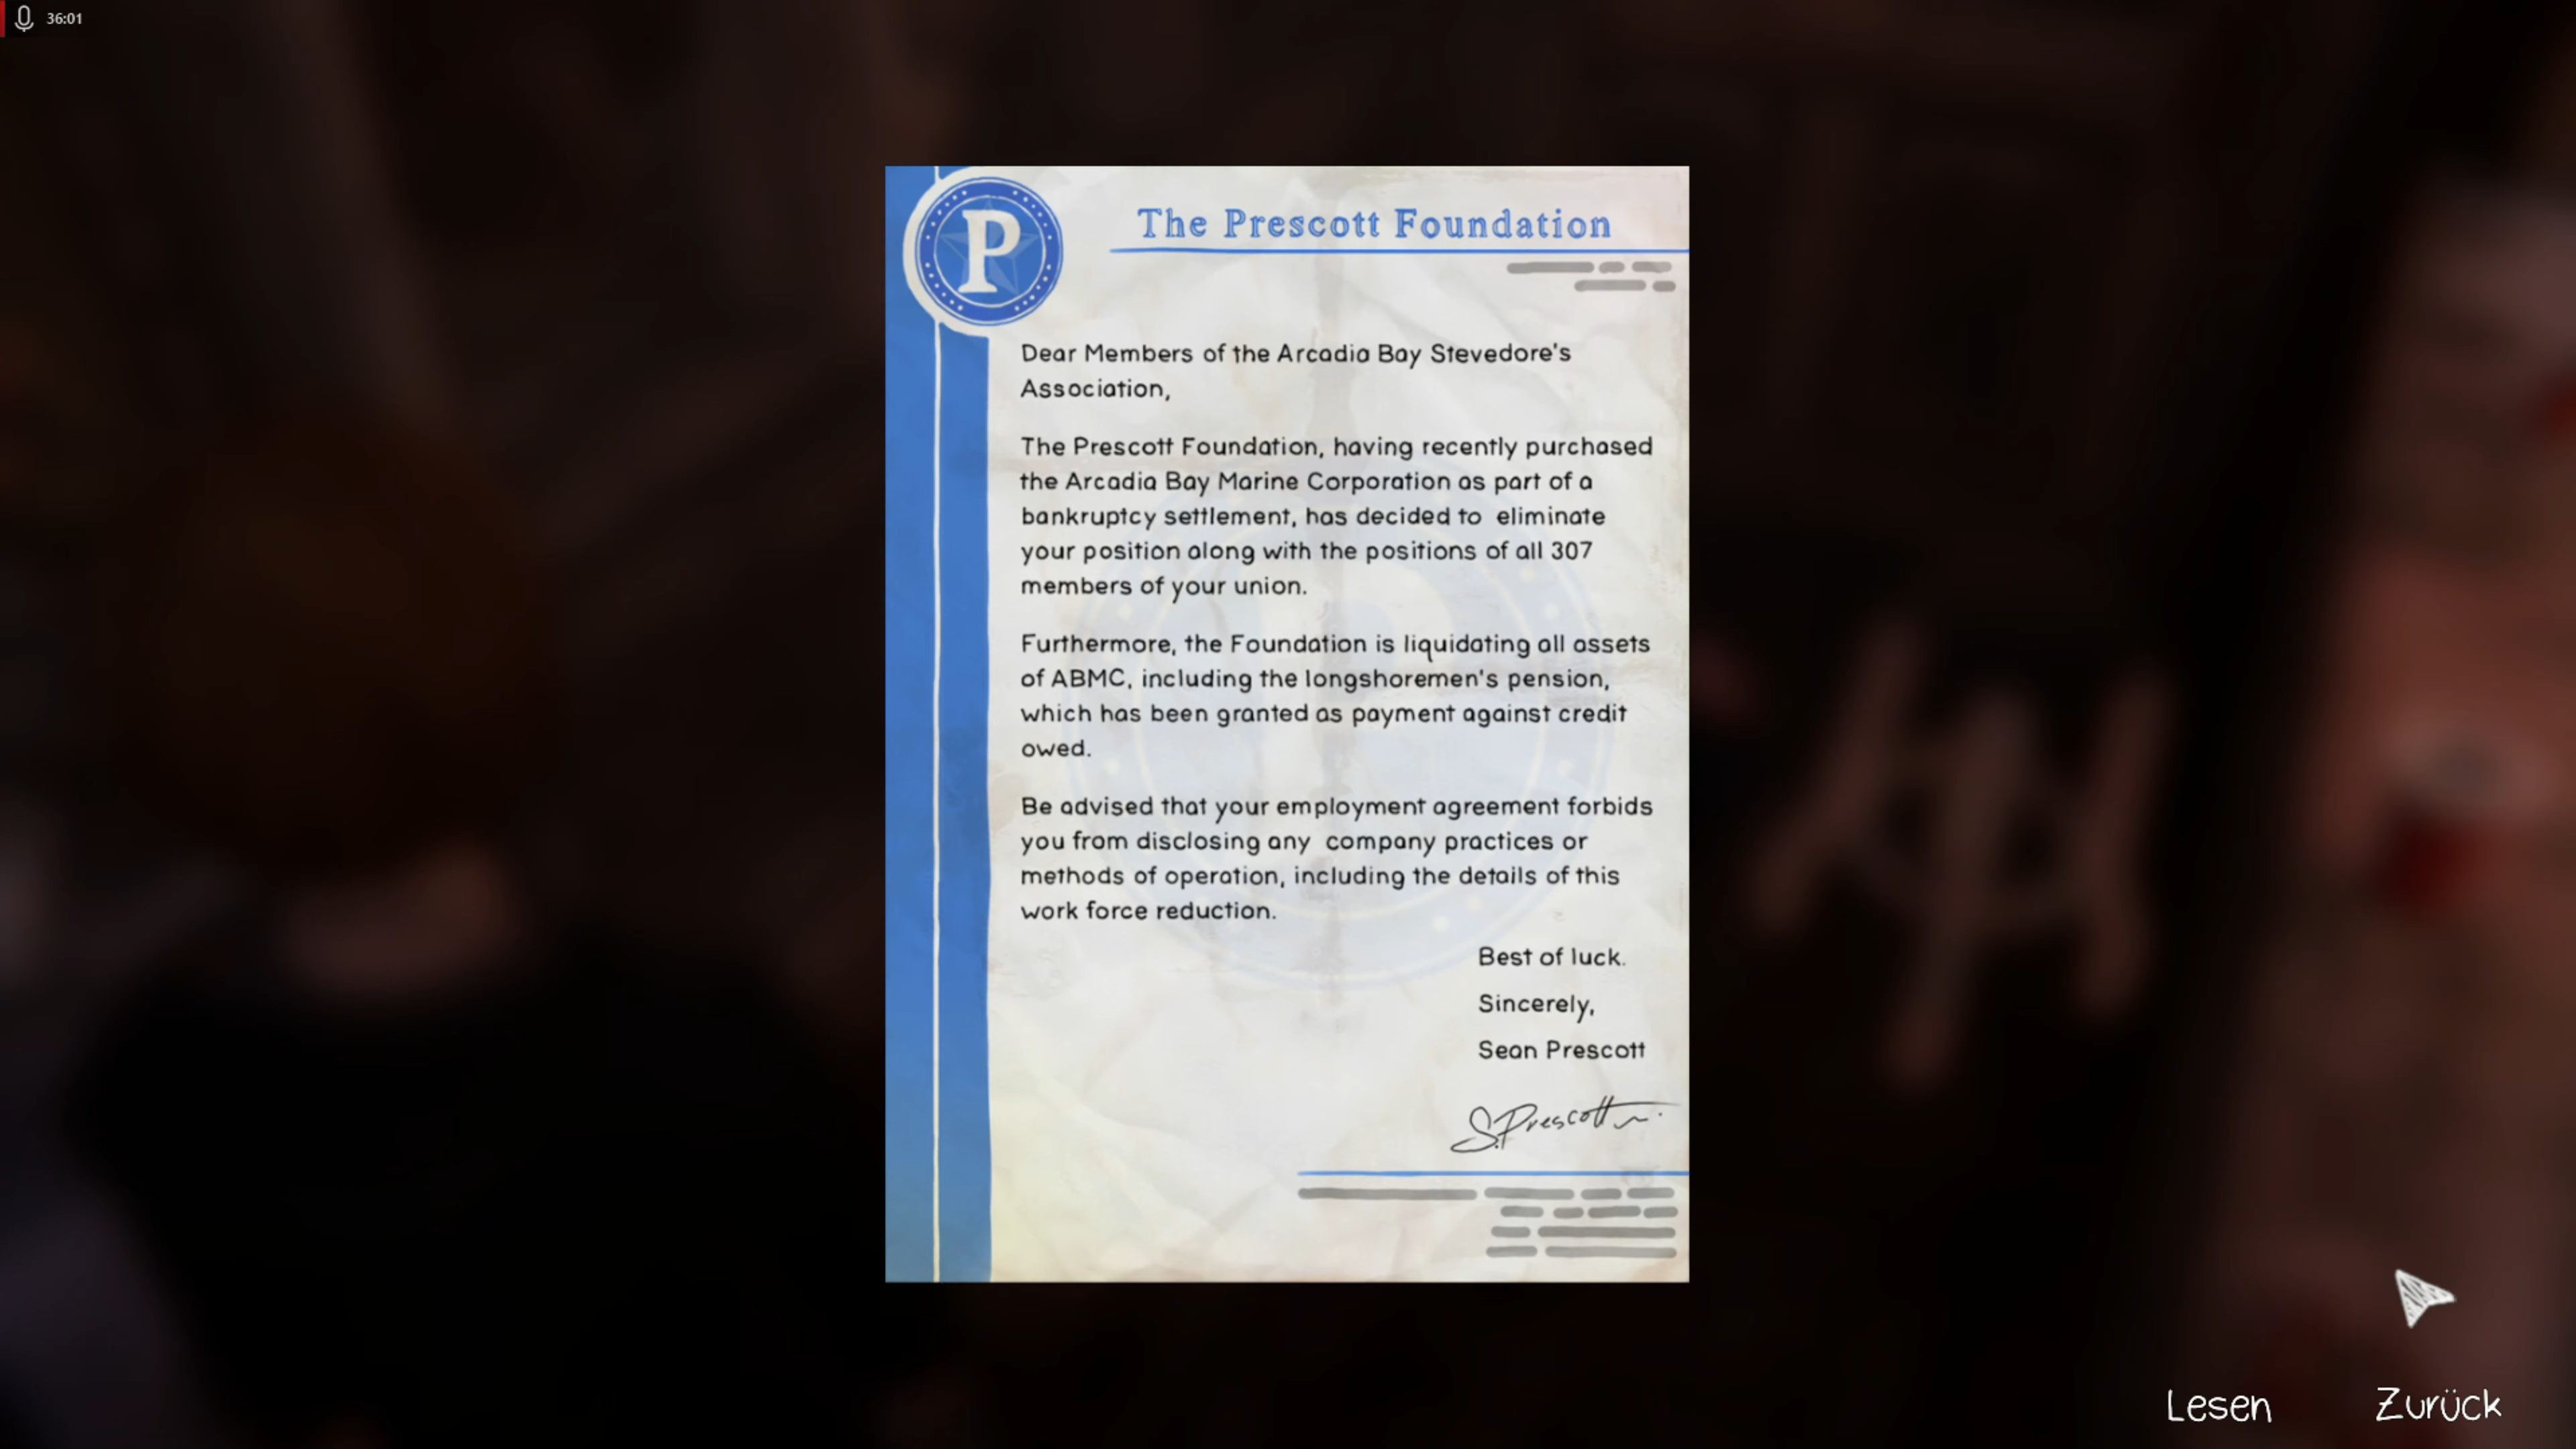 36:01
P
The Prescott Foundation
Dear Members of the Arcadia Bay Stevedore's
Association,
The Prescott Foundation, having recently purchased
the Arcadia Bay Marine Corporation as part of a
bankruptcy settlement, has decided to eliminate
your position along with the positions of all 307
members of your union.
Furthermore, the Foundation is liquidating all assets
of ABMC, including the longshoremen's pension,
which has been granted as payment against credit
owed.
Be advised that your employment agreement forbids
you from disclosing any company practices or
methods of operation, including the details of this
work force reduction.
Best of luck.
Sincerely,
Sean Prescott
S.Prescott
Lesen
Zurück